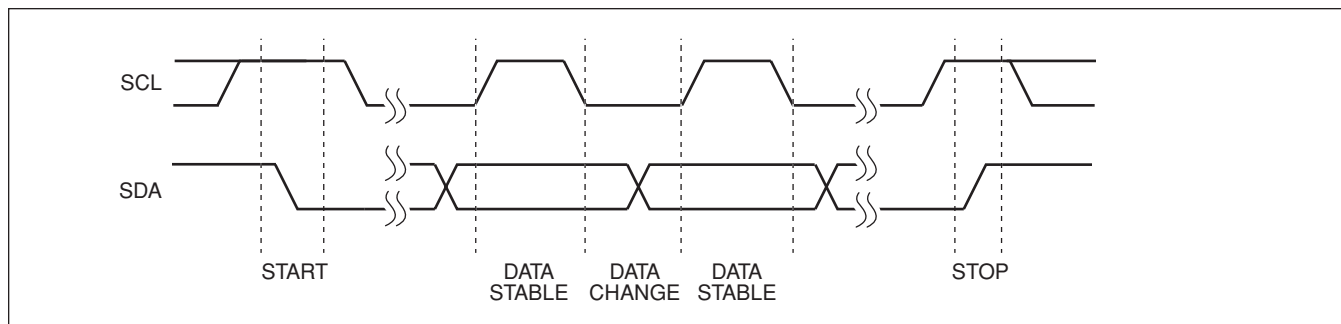 SCL
SDA
START
DATA
STABLE
DATA
CHANGE
DATA
STABLE
STOP